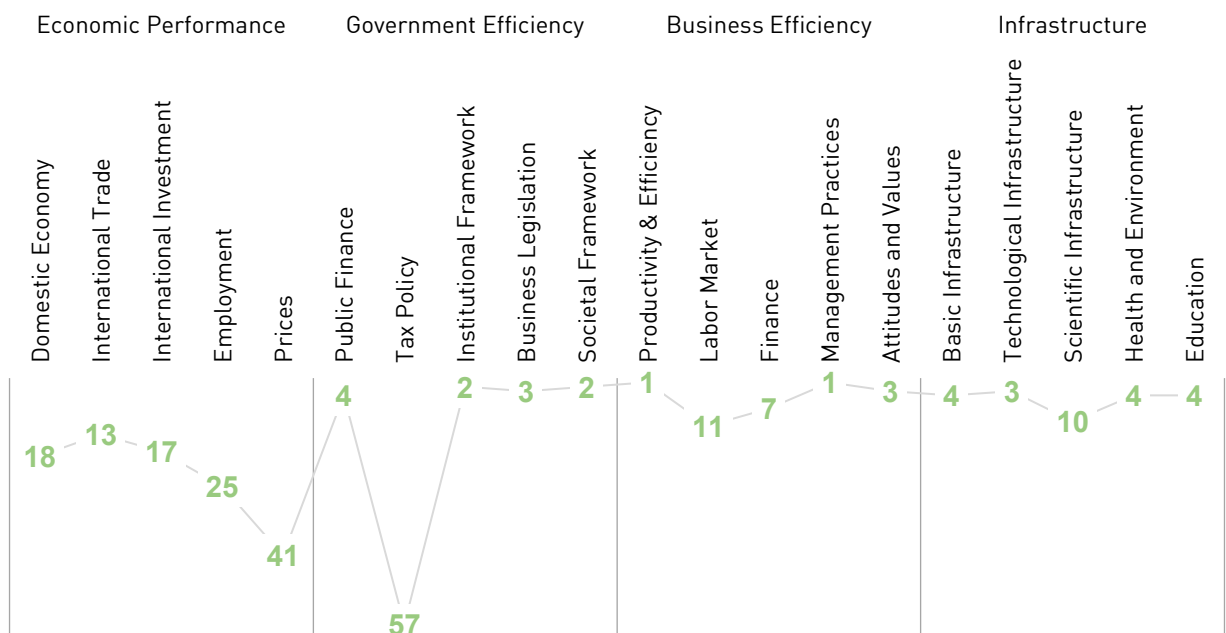 Economic Performance
Government Efficiency
Business Efficiency
Infrastructure
Domestic Economy
International Trade
International Investment
Employment
Prices
Public Finance
Tax Policy
Institutional Framework
Business Legislation
Societal Framework
Productivity & Efficiency
Labor Market
Finance
Management Practices
Attitudes and Values
Basic Infrastructure
Technological Infrastructure
Scientific Infrastructure
Health and Environment
Education
18
13
17
25
41
4
57
2
3
2
1
11
7
1
3
4
3
10
4
4